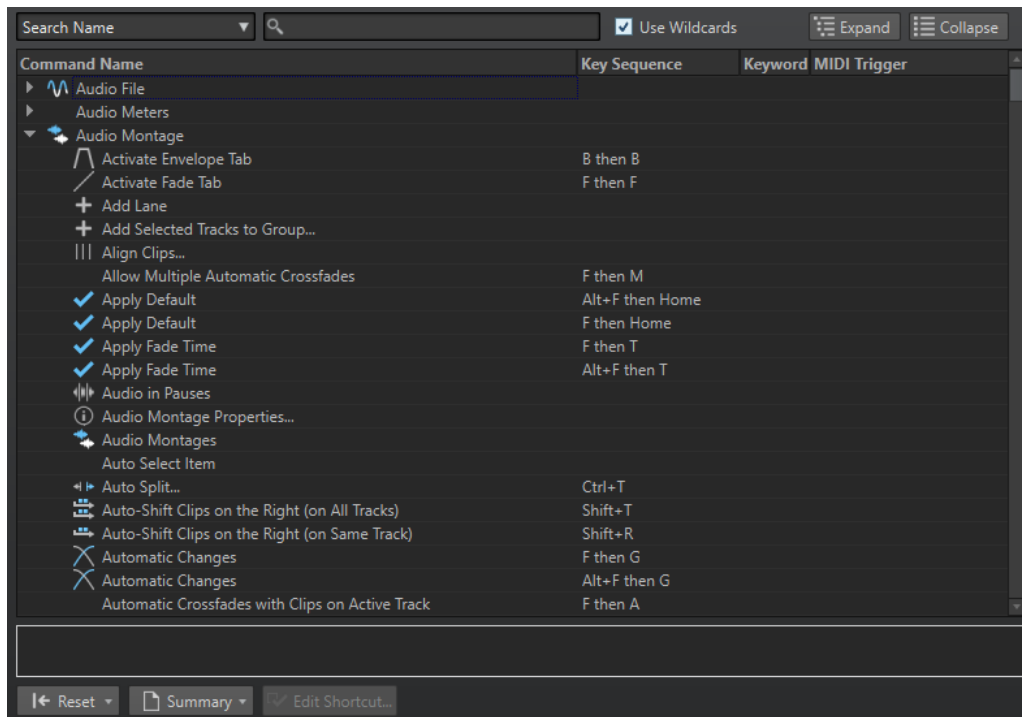 Search Name Use Wildcards Expand Collapse
Command Name Key Sequence Keyword MIDI Trigger
Audio File
Audio Meters
Audio Montage
Activate Envelope Tab B then B
Activate Fade Tab F then F
Add Lane
Add Selected Tracks to Group...
Align Clips...
Allow Multiple Automatic Crossfades F then M
Apply Default Alt+F then Home
Apply Default F then Home
Apply Fade Time F then T
Apply Fade Time Alt+F then T
Audio in Pauses
Audio Montage Properties...
Audio Montages
Auto Select Item
Auto Split... Ctrl+T
Auto-Shift Clips on the Right (on All Tracks) Shift+T
Auto-Shift Clips on the Right (on Same Track) Shift+R
Automatic Changes F then G
Automatic Changes Alt+F then G
Automatic Crossfades with Clips on Active Track F then A
Reset Summary Edit Shortcut...